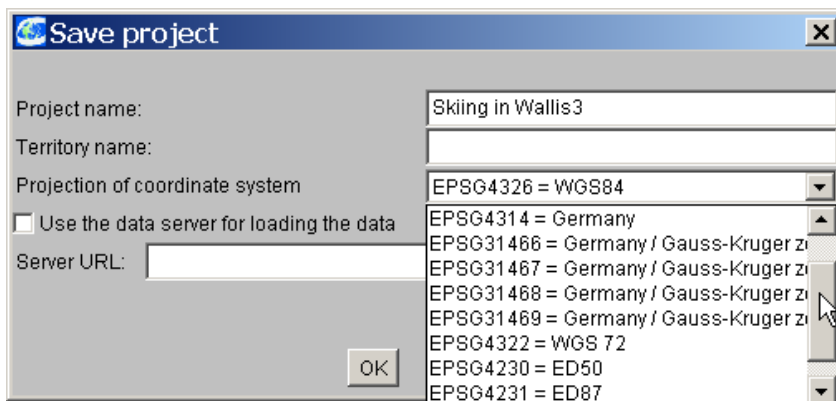 Save project
Project name:
Skiing in Wallis3
Territory name:
Projection of coordinate system
EPSG4326 = WGS84
Use the data server for loading the data
Server URL:
EPSG4314 = Germany
EPSG31466 = Germany / Gauss-Kruger
EPSG31467 = Germany / Gauss-Kruger
EPSG31468 = Germany / Gauss-Kruger
EPSG31469 = Germany / Gauss-Kruger
EPSG4322 = WGS 72
EPSG4230 = ED50
EPSG4231 = ED87
OK